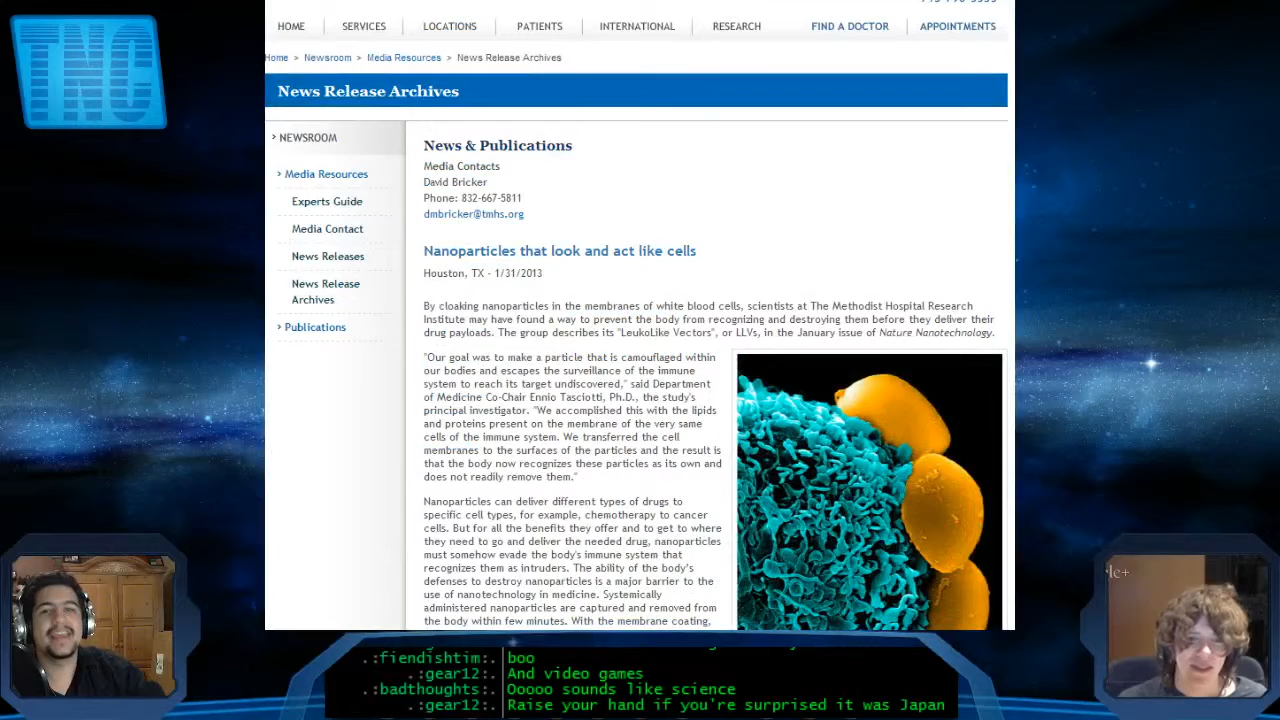 TNC
HOME SERVICES LOCATIONS PATIENTS INTERNATIONAL RESEARCH FIND A DOCTOR APPOINTMENTS
Home > Newsroom > Media Resources > News Release Archives
News Release Archives
NEWSROOM
Media Resources
Experts Guide
Media Contact
News Releases
News Release
Archives
Publications
News & Publications
Media Contacts
David Bricker
Phone: 832-667-5811
dmbricker@tmhs.org
Nanoparticles that look and act like cells
Houston, TX - 1/31/2013
By cloaking nanoparticles in the membranes of white blood cells, scientists at The Methodist Hospital Research
Institute may have found a way to prevent the body from recognizing and destroying them before they deliver their
drug payloads. The group describes its "LeukoLike Vectors", or LLVs, in the January issue of Nature Nanotechnology.
"Our goal was to make a particle that is camouflaged within
our bodies and escapes the surveillance of the immune
system to reach its target undiscovered," said Department
of Medicine Co-Chair Ennio Tasciotti, Ph.D., the study's
principal investigator. "We accomplished this with the lipids
and proteins present on the membrane of the very same
cells of the immune system. We transferred the cell
membranes to the surfaces of the particles and the result is
that the body now recognizes these particles as its own and
does not readily remove them."
Nanoparticles can deliver different types of drugs to
specific cell types, for example, chemotherapy to cancer
cells. But for all the benefits they offer and to get to where
they need to go and deliver the needed drug, nanoparticles
must somehow evade the body's immune system that
recognizes them as intruders. The ability of the body's
defenses to destroy nanoparticles is a major barrier to the
use of nanotechnology in medicine. Systemically
administered nanoparticles are captured and removed from
the body within few minutes. With the membrane coating,
.:fiendishtim:. boo
.:gear12:. And video games
.:badthoughts:. Ooooo sounds like science
.:gear12:. Raise your hand if you're surprised it was Japan